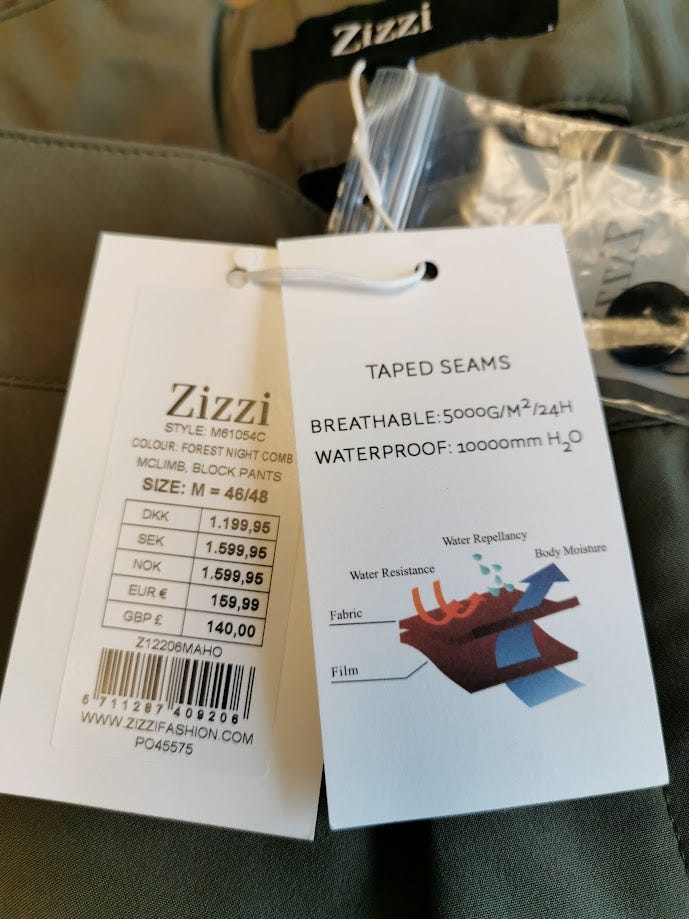 Zizzi
Zizzi
STYLE: M61054C
COLOUR: FOREST NIGHT COMB
MCLIMB, BLOCK PANTS
SIZE: M = 46/48
DKK 1.199,95
SEK 1.599,95
NOK 1.599,95
EUR € 159,99
GBP £ 140,00
Z12206MAHO
5 711297 409206
WWW.ZIZZIFASHION.COM
PO45575
TAPED SEAMS
BREATHABLE: 5000G/M²/24H
WATERPROOF: 10000mm H₂O
Water Repellancy
Body Moisture
Water Resistance
Fabric
Film